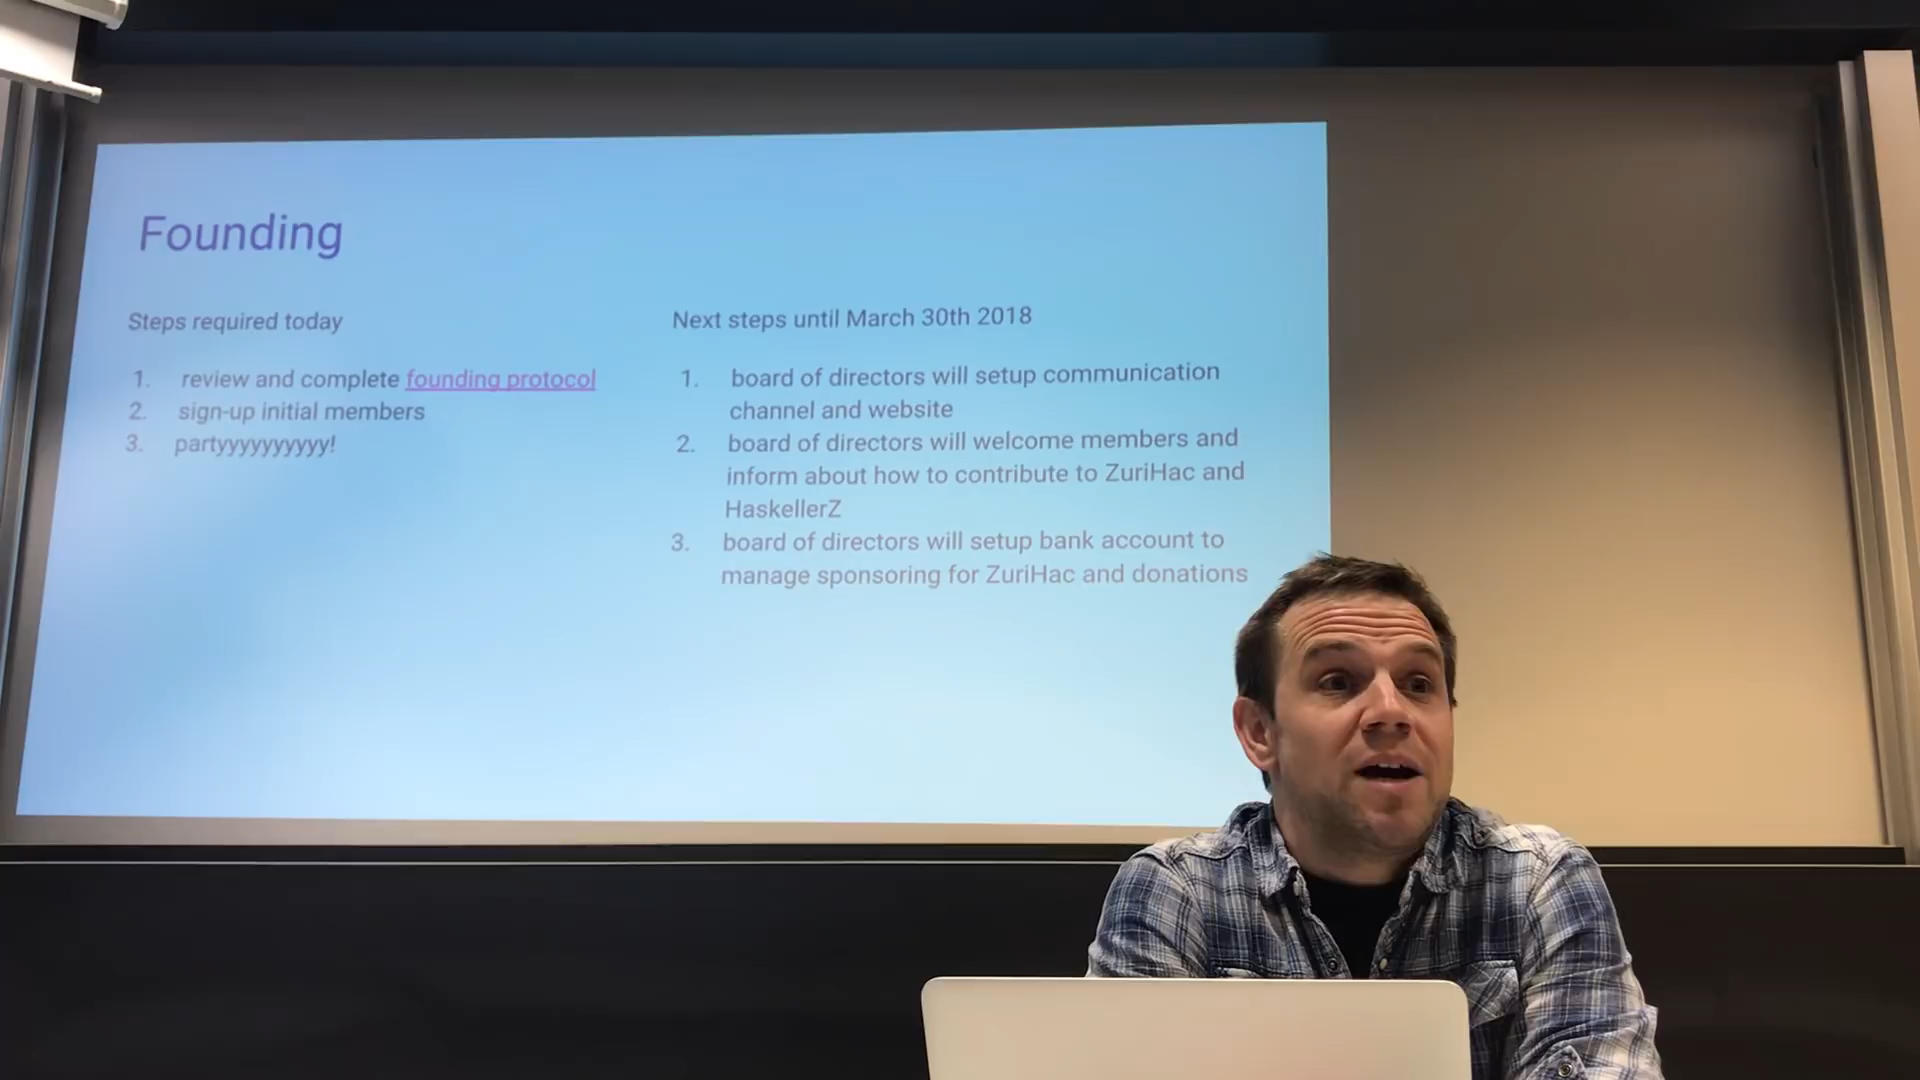 Founding
Steps required today
1. review and complete founding protocol
2. sign-up initial members
3. partyyyyyyyyyy!
Next steps until March 30th 2018
1. board of directors will setup communication
channel and website
2. board of directors will welcome members and
inform about how to contribute to ZuriHac and
HaskellerZ
3. board of directors will setup bank account to
manage sponsoring for ZuriHac and donations